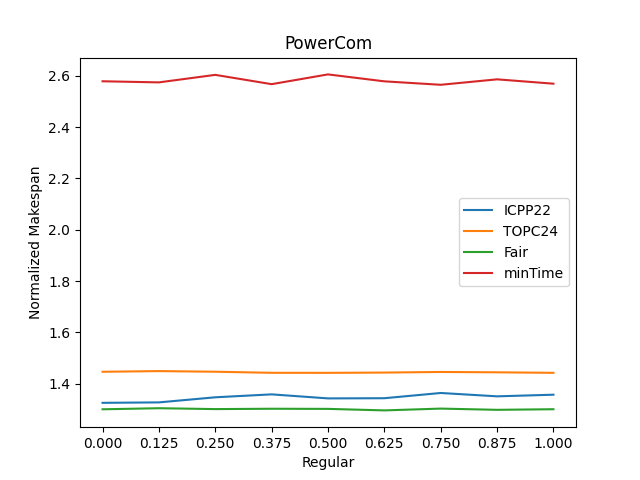 PowerCom
Normalized Makespan
2.6
2.4
2.2
2.0
1.8
1.6
1.4
ICPP22
TOPC24
Fair
minTime
0.000 0.125 0.250 0.375 0.500 0.625 0.750 0.875 1.000
Regular